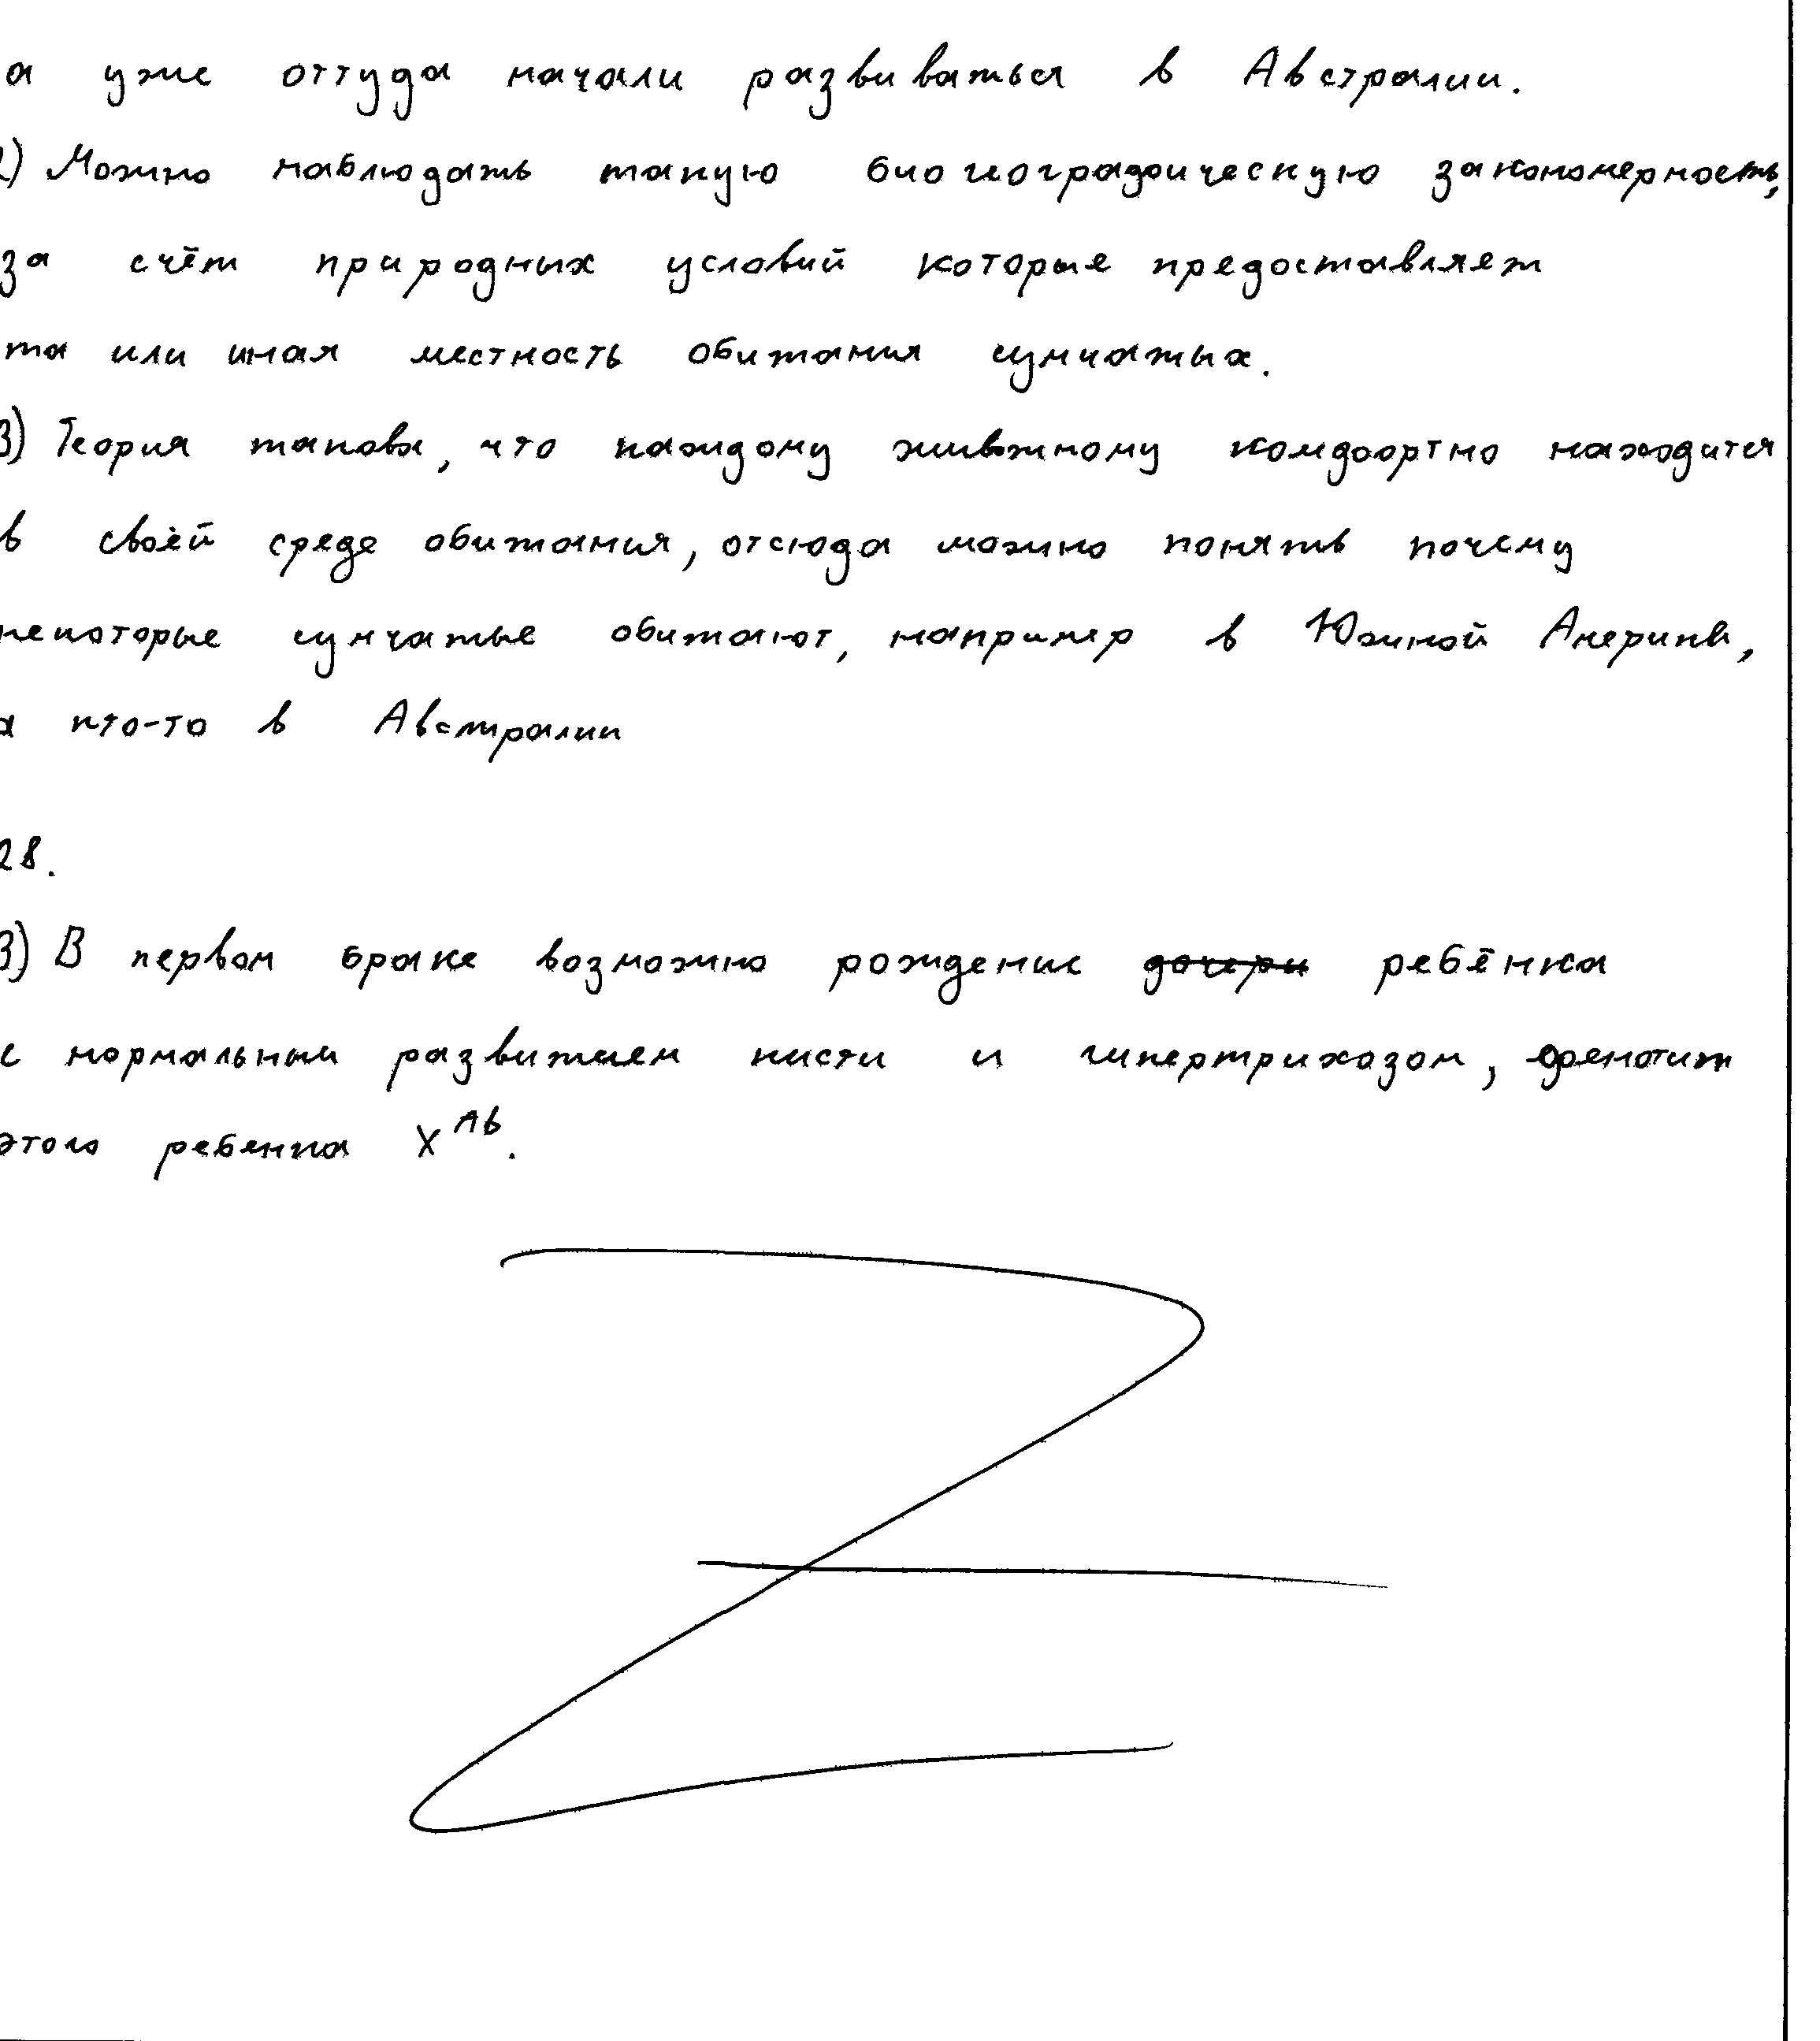 а уже оттуда начали развиваться в Австралии.
2) Можно наблюдать такую биогеографическую закономерность,
за счёт природных условий которые предоставляет
та или иная местность обитания сумчатых.
3) Теория такова, что каждому животному комфортно находится
в своей среде обитания, отсюда можно понять почему
некоторые сумчатые обитают, например в Южной Америке,
а кто-то в Австралии
28.
3) В первом браке возможно рождение дочери ребёнка
с нормальным развитием кисти и гипертрихозом, фенотип
этого ребенка X^Ab.